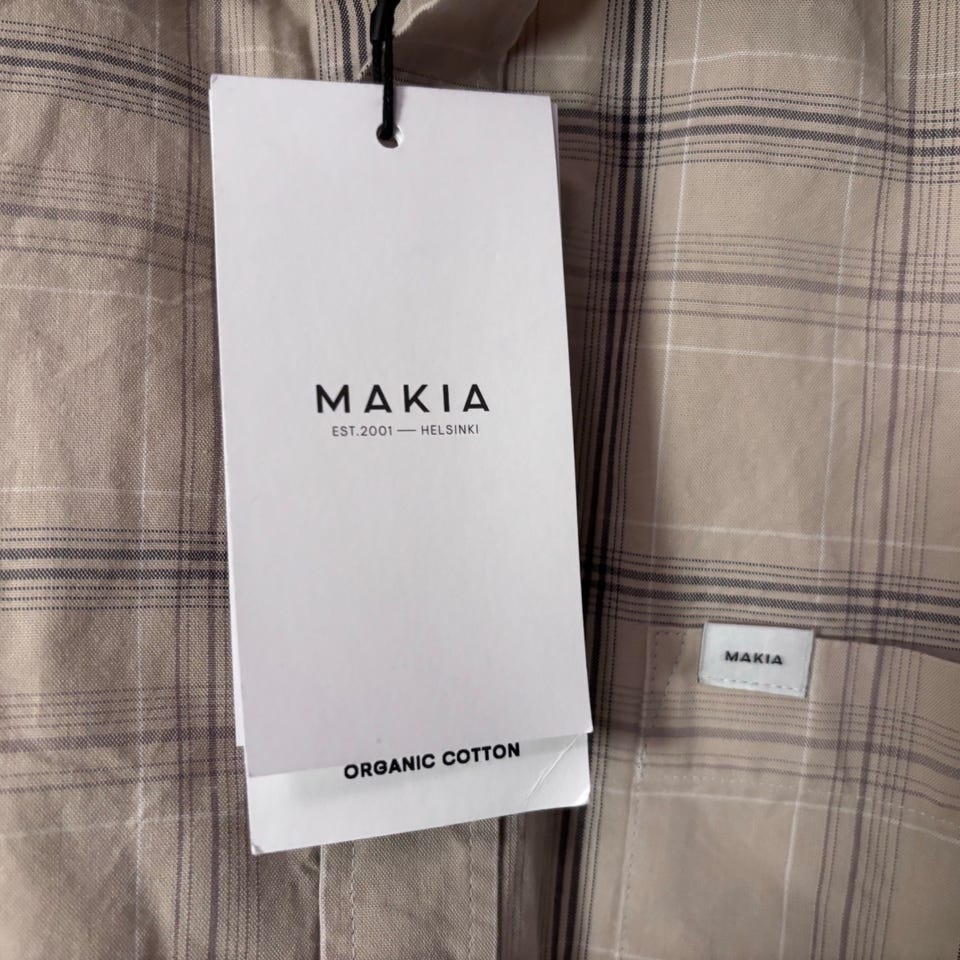 MAKIA
EST.2001 — HELSINKI
MAKIA
ORGANIC COTTON